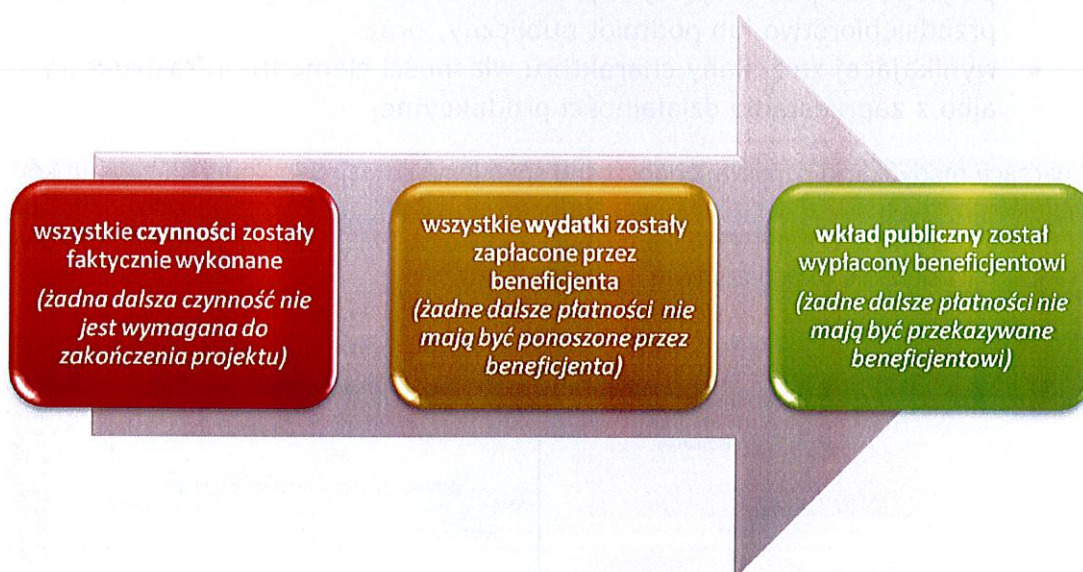 wszystkie czynności zostały
faktycznie wykonane
(żadna dalsza czynność nie
jest wymagana do
zakończenia projektu)
wszystkie wydatki zostały
zapłacone przez
beneficjenta
(żadne dalsze płatności nie
mają być ponoszone przez
beneficjenta)
wkład publiczny został
wypłacony beneficjentowi
(żadne dalsze płatności nie
mają być przekazywane
beneficjentowi)